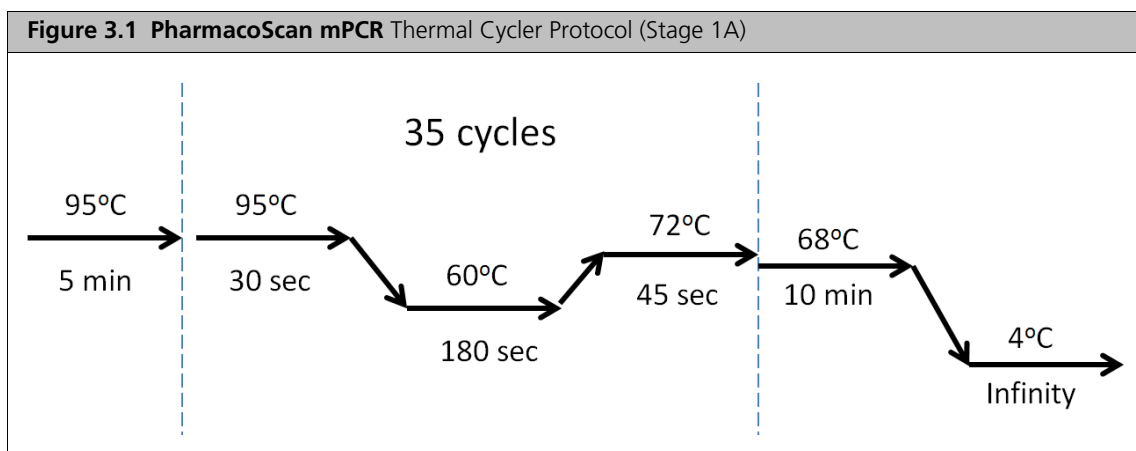 Figure 3.1 PharmacoScan mPCR Thermal Cycler Protocol (Stage 1A)
35 cycles
95°C
5 min
95°C
30 sec
60°C
180 sec
72°C
45 sec
68°C
10 min
4°C
Infinity